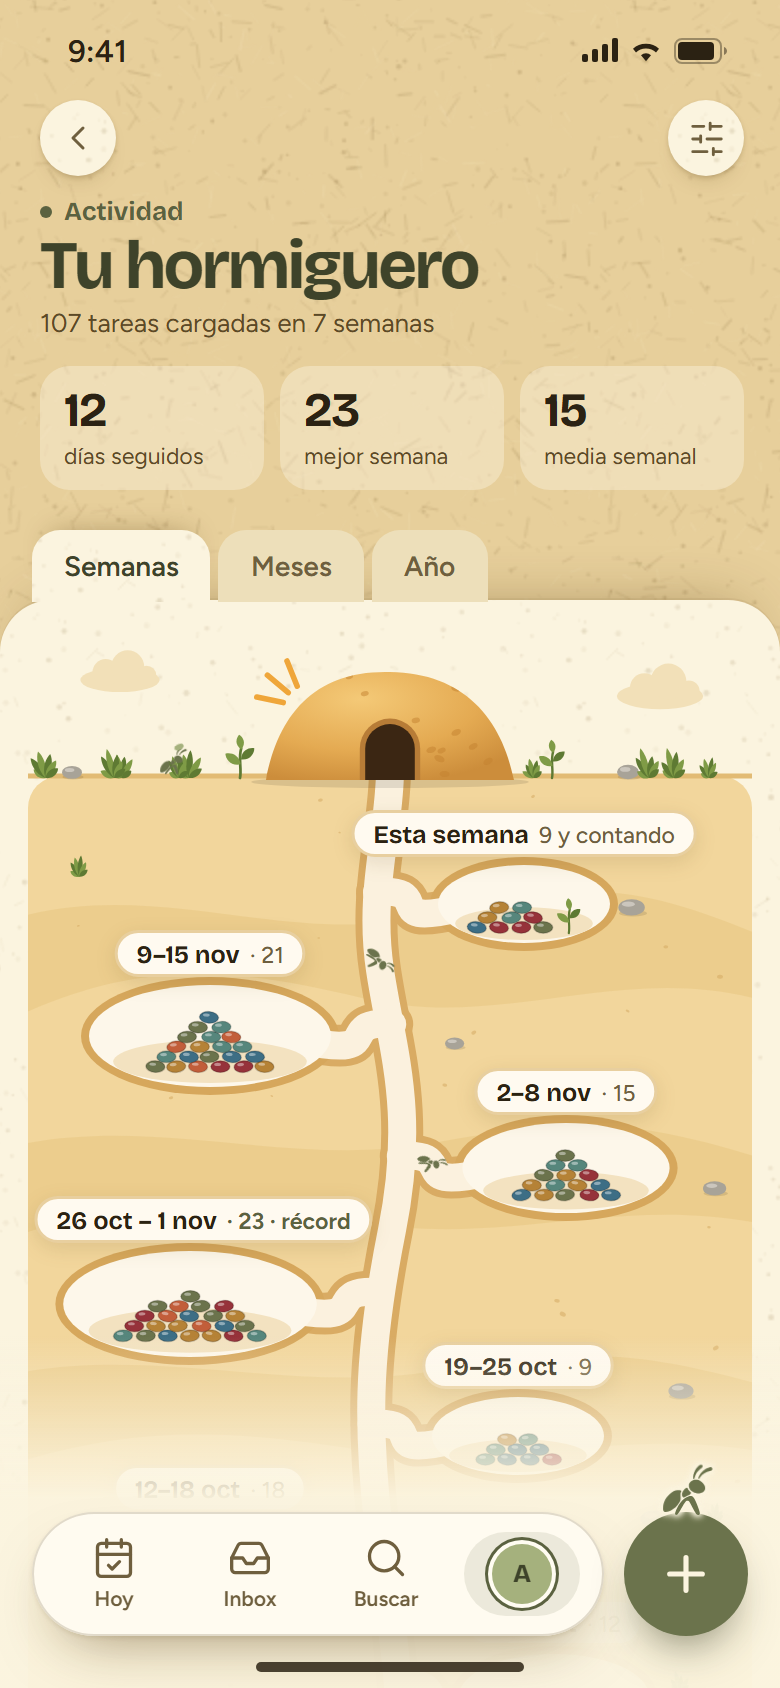 9:41
Actividad
Tu hormiguero
107 tareas cargadas en 7 semanas
12
días seguidos
23
mejor semana
15
media semanal
Semanas
Meses
Año
Esta semana 9 y contando
9–15 nov · 21
2–8 nov · 15
26 oct – 1 nov · 23 · récord
19–25 oct · 9
12–18 oct · 18
12
Hoy
Inbox
Buscar
A